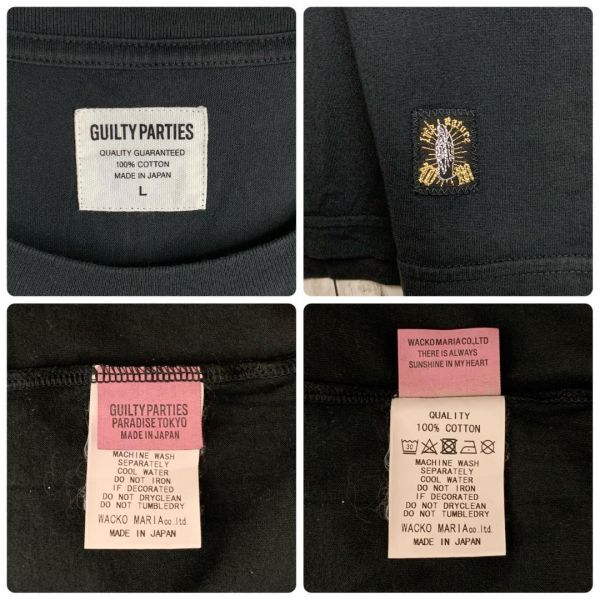 GUILTY PARTIES
QUALITY GUARANTEED
100% COTTON
MADE IN JAPAN
L
GUILTY PARTIES
PARADISE TOKYO
MADE IN JAPAN
MACHINE WASH
SEPARATELY
COOL WATER
DO NOT IRON
IF DECORATED
DO NOT DRYCLEAN
DO NOT TUMBLEDRY
WACKO MARIA co.ltd.
MADE IN JAPAN
WACKOMARIA CO.,LTD
THERE IS ALWAYS
SUNSHINE IN MY HEART
QUALITY
100% COTTON
30
MACHINE WASH
SEPARATELY
COOL WATER
DO NOT IRON
IF DECORATED
DO NOT DRYCLEAN
DO NOT TUMBLEDRY
WACKO MARIA co.ltd.
MADE IN JAPAN